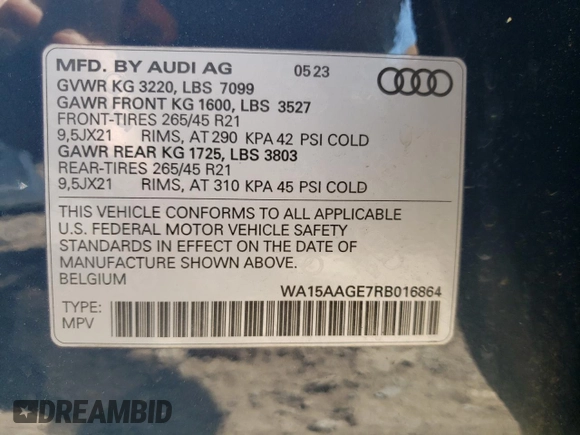 MFD. BY AUDI AG 05 23
GVWR KG 3220, LBS 7099
GAWR FRONT KG 1600, LBS 3527
FRONT-TIRES 265/45 R21
9,5JX21 RIMS, AT 290 KPA 42 PSI COLD
GAWR REAR KG 1725, LBS 3803
REAR-TIRES 265/45 R21
9,5JX21 RIMS, AT 310 KPA 45 PSI COLD
THIS VEHICLE CONFORMS TO ALL APPLICABLE
U.S. FEDERAL MOTOR VEHICLE SAFETY
STANDARDS IN EFFECT ON THE DATE OF
MANUFACTURE SHOWN ABOVE.
BELGIUM WA15AAGE7RB016864
TYPE:
MPV
DREAMBID